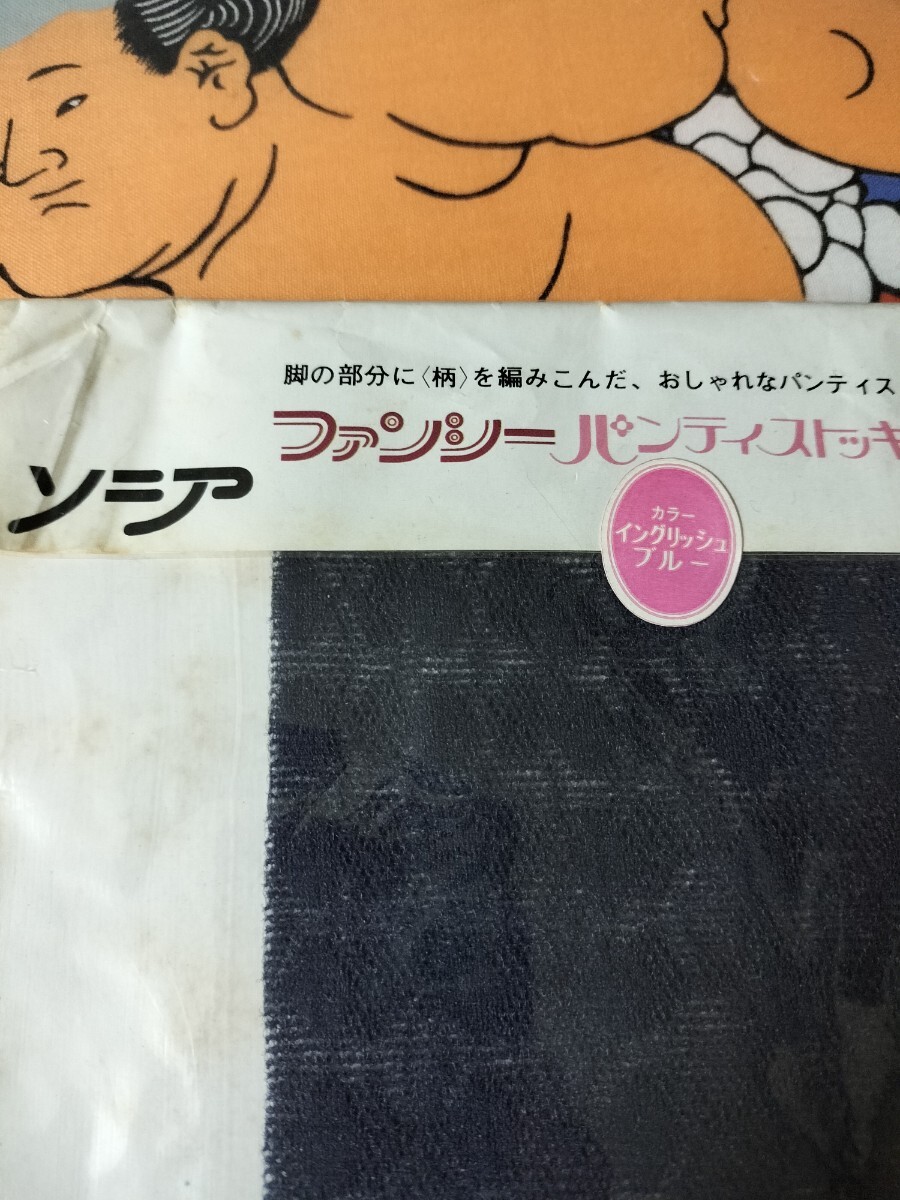 脚の部分に〈柄〉を編みこんだ、おしゃれなパンティス
ファンシーパンティストッキ
ソニア
カラー
イングリッシュ
ブルー